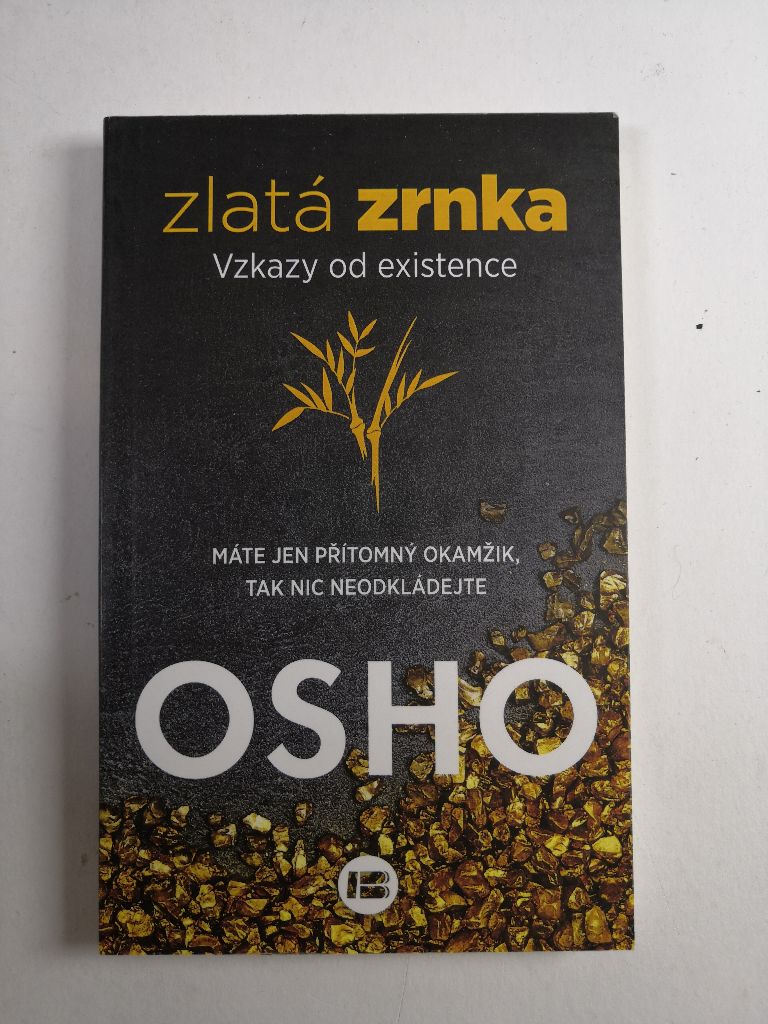 zlatá zrnka
Vzkazy od existence
MÁTE JEN PŘÍTOMNÝ OKAMŽIK,
TAK NIC NEODKLÁDEJTE
OSHO
B